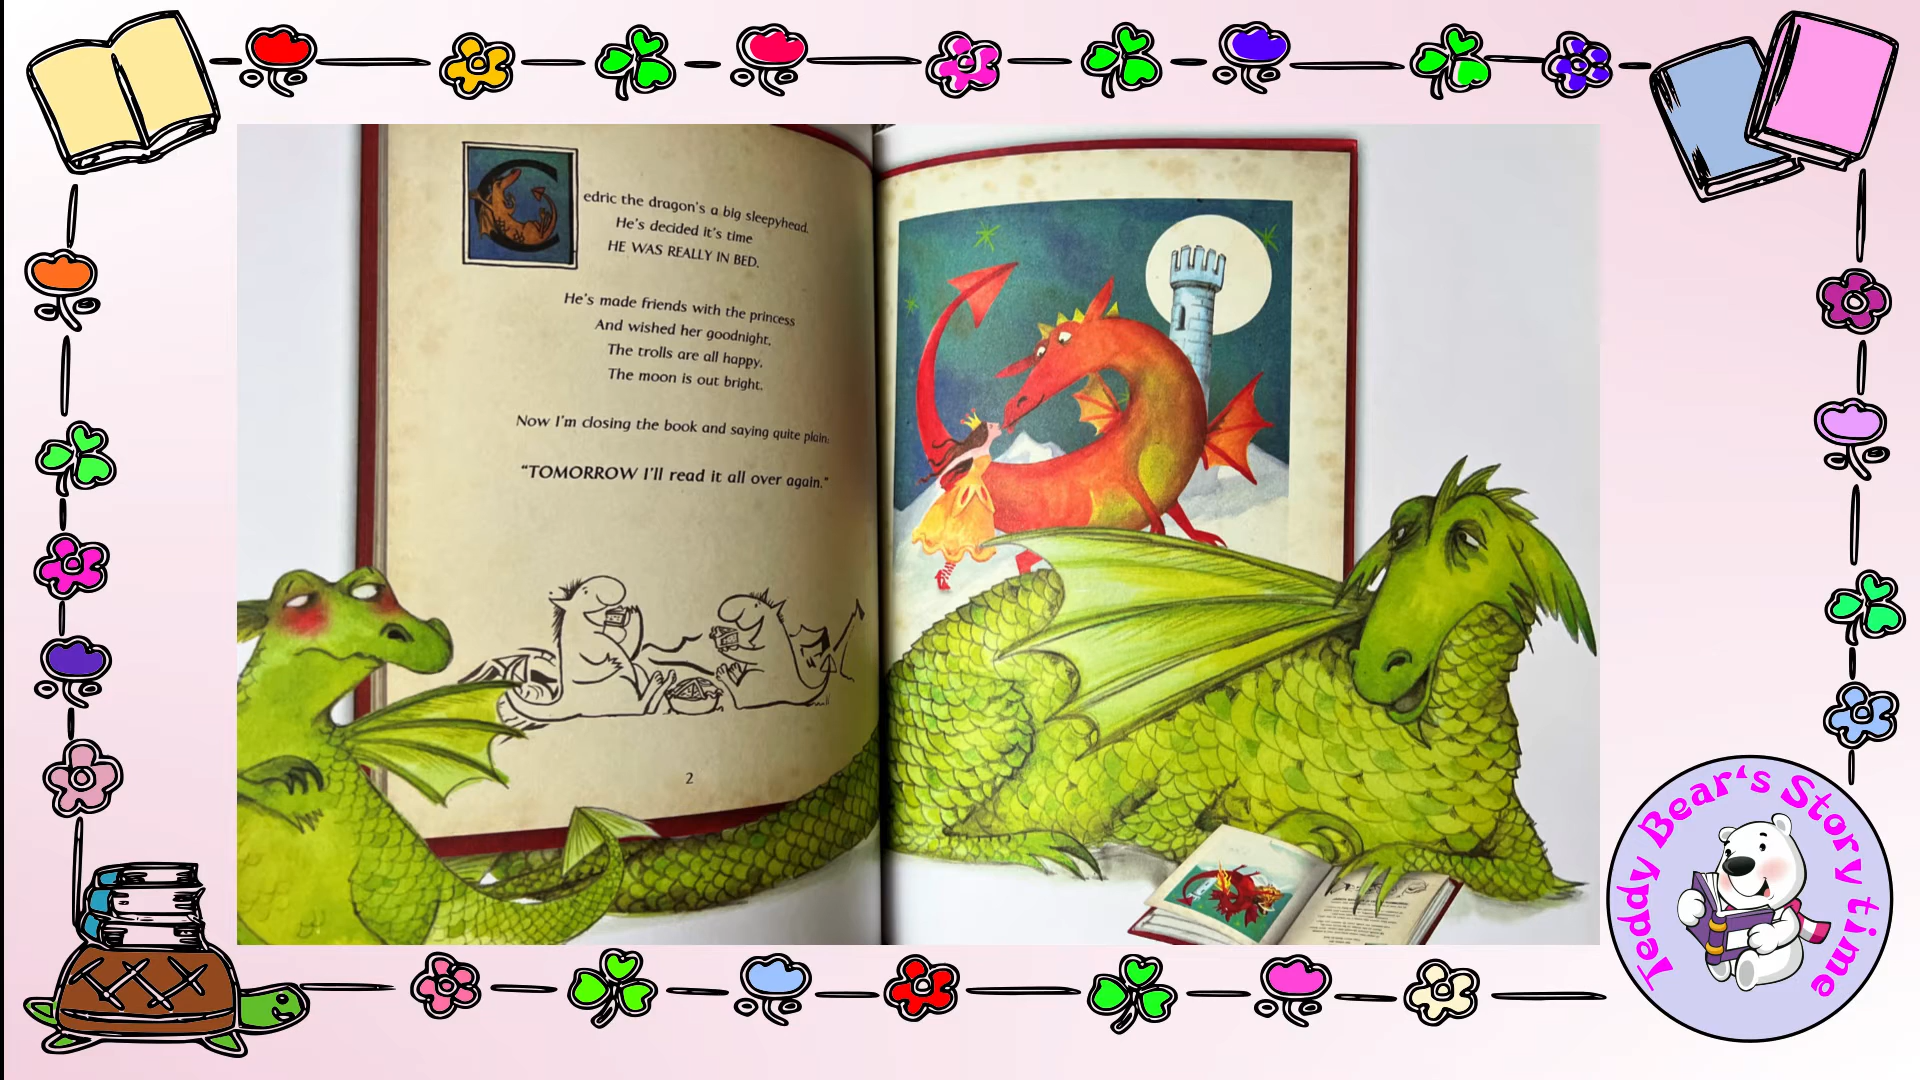 Cedric the dragon's a big sleepyhead.
He's decided it's time
HE WAS REALLY IN BED.
He's made friends with the princess
And wished her goodnight,
The trolls are all happy,
The moon is out bright.
Now I'm closing the book and saying quite plain:
"TOMORROW I'll read it all over again."
2
Teddy Bear's Story time